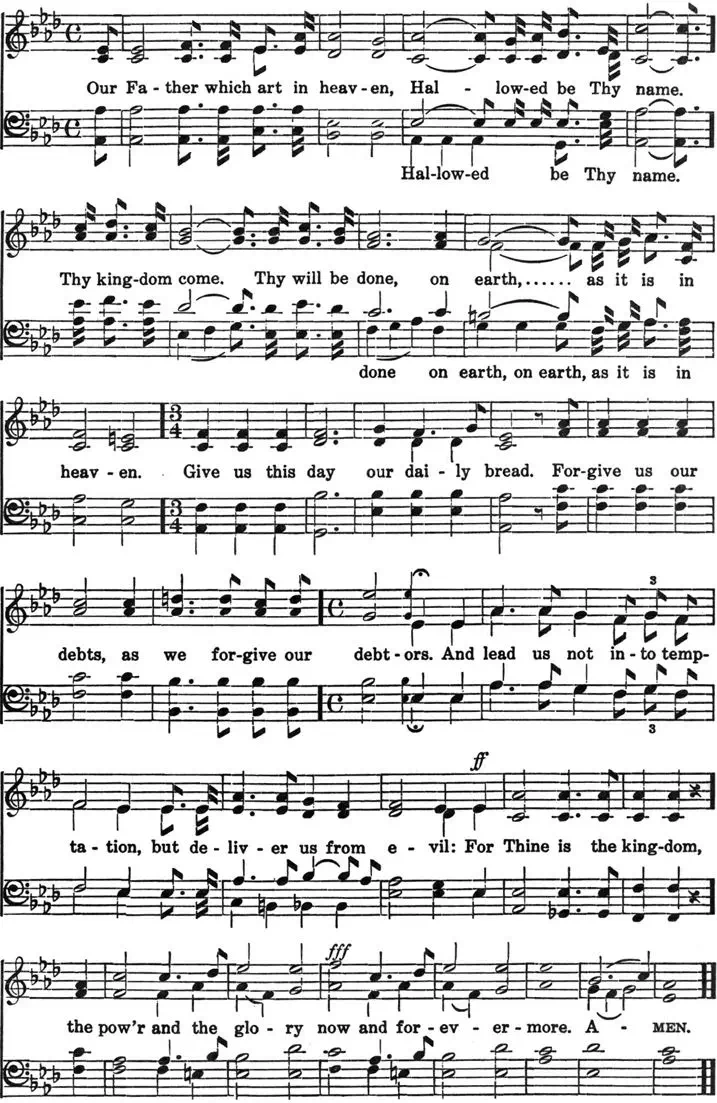 Our Fa - ther which art in heav - en, Hal - low-ed be Thy name.
Hal-low-ed be Thy name.
Thy king-dom come. Thy will be done, on earth,...... as it is in
done on earth, on earth, as it is in
heav - en. Give us this day our dai - ly bread. For-give us our
3
4
3
4
debts, as we for-give our debt-ors. And lead us not in-to temp-
3
3
ff
ta - tion, but de - liv - er us from e - vil: For Thine is the king-dom,
fff
the pow'r and the glo - ry now and for - ev - er - more. A - MEN.